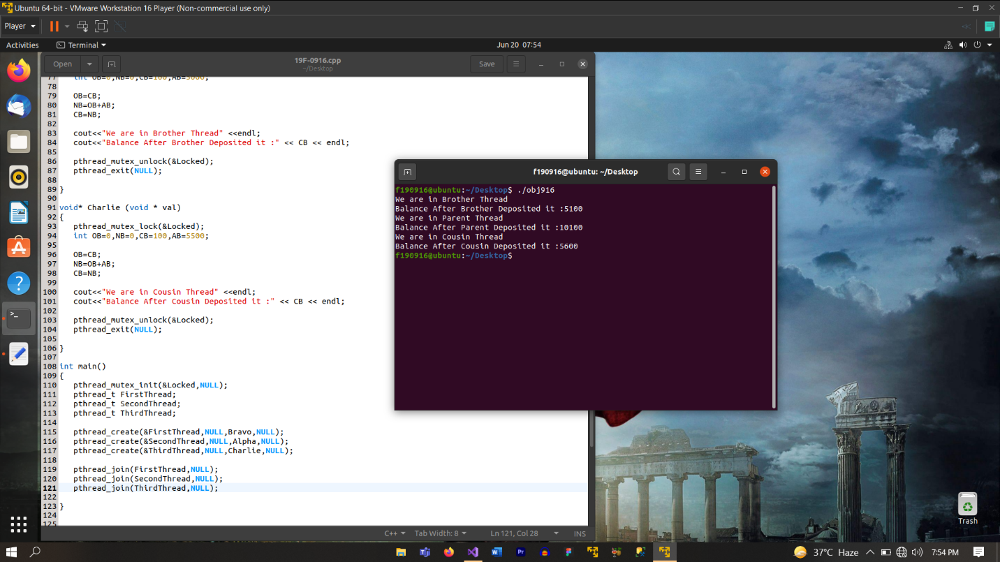 Ubuntu 64-bit - VMware Workstation 16 Player (Non-commercial use only)
Player
Activities
Terminal
Jun 20 07:54
Open
19F-0916.cpp
~/Desktop
Save
77 int OB=0,NB=0,CB=100,AB=5000;
78
79 OB=CB;
80 NB=OB+AB;
81 CB=NB;
82
83 cout<<"We are in Brother Thread" <<endl;
84 cout<<"Balance After Brother Deposited it :" << CB << endl;
85
86 pthread_mutex_unlock(&Locked);
87 pthread_exit(NULL);
88
89 }
90
91 void* Charlie (void * val)
92 {
93 pthread_mutex_lock(&Locked);
94 int OB=0,NB=0,CB=100,AB=5500;
95
96 OB=CB;
97 NB=OB+AB;
98 CB=NB;
99
100 cout<<"We are in Cousin Thread" <<endl;
101 cout<<"Balance After Cousin Deposited it :" << CB << endl;
102
103 pthread_mutex_unlock(&Locked);
104 pthread_exit(NULL);
105
106 }
107
108 int main()
109 {
110 pthread_mutex_init(&Locked,NULL);
111 pthread_t FirstThread;
112 pthread_t SecondThread;
113 pthread_t ThirdThread;
114
115 pthread_create(&FirstThread,NULL,Bravo,NULL);
116 pthread_create(&SecondThread,NULL,Alpha,NULL);
117 pthread_create(&ThirdThread,NULL,Charlie,NULL);
118
119 pthread_join(FirstThread,NULL);
120 pthread_join(SecondThread,NULL);
121 pthread_join(ThirdThread,NULL);
122
123 }
124
125
C++
Tab Width: 8
Ln 121, Col 28
INS
f190916@ubuntu: ~/Desktop
f190916@ubuntu:~/Desktop$ ./obj916
We are in Brother Thread
Balance After Brother Deposited it :5100
We are in Parent Thread
Balance After Parent Deposited it :10100
We are in Cousin Thread
Balance After Cousin Deposited it :5600
f190916@ubuntu:~/Desktop$
Trash
37°C Haze
7:54 PM